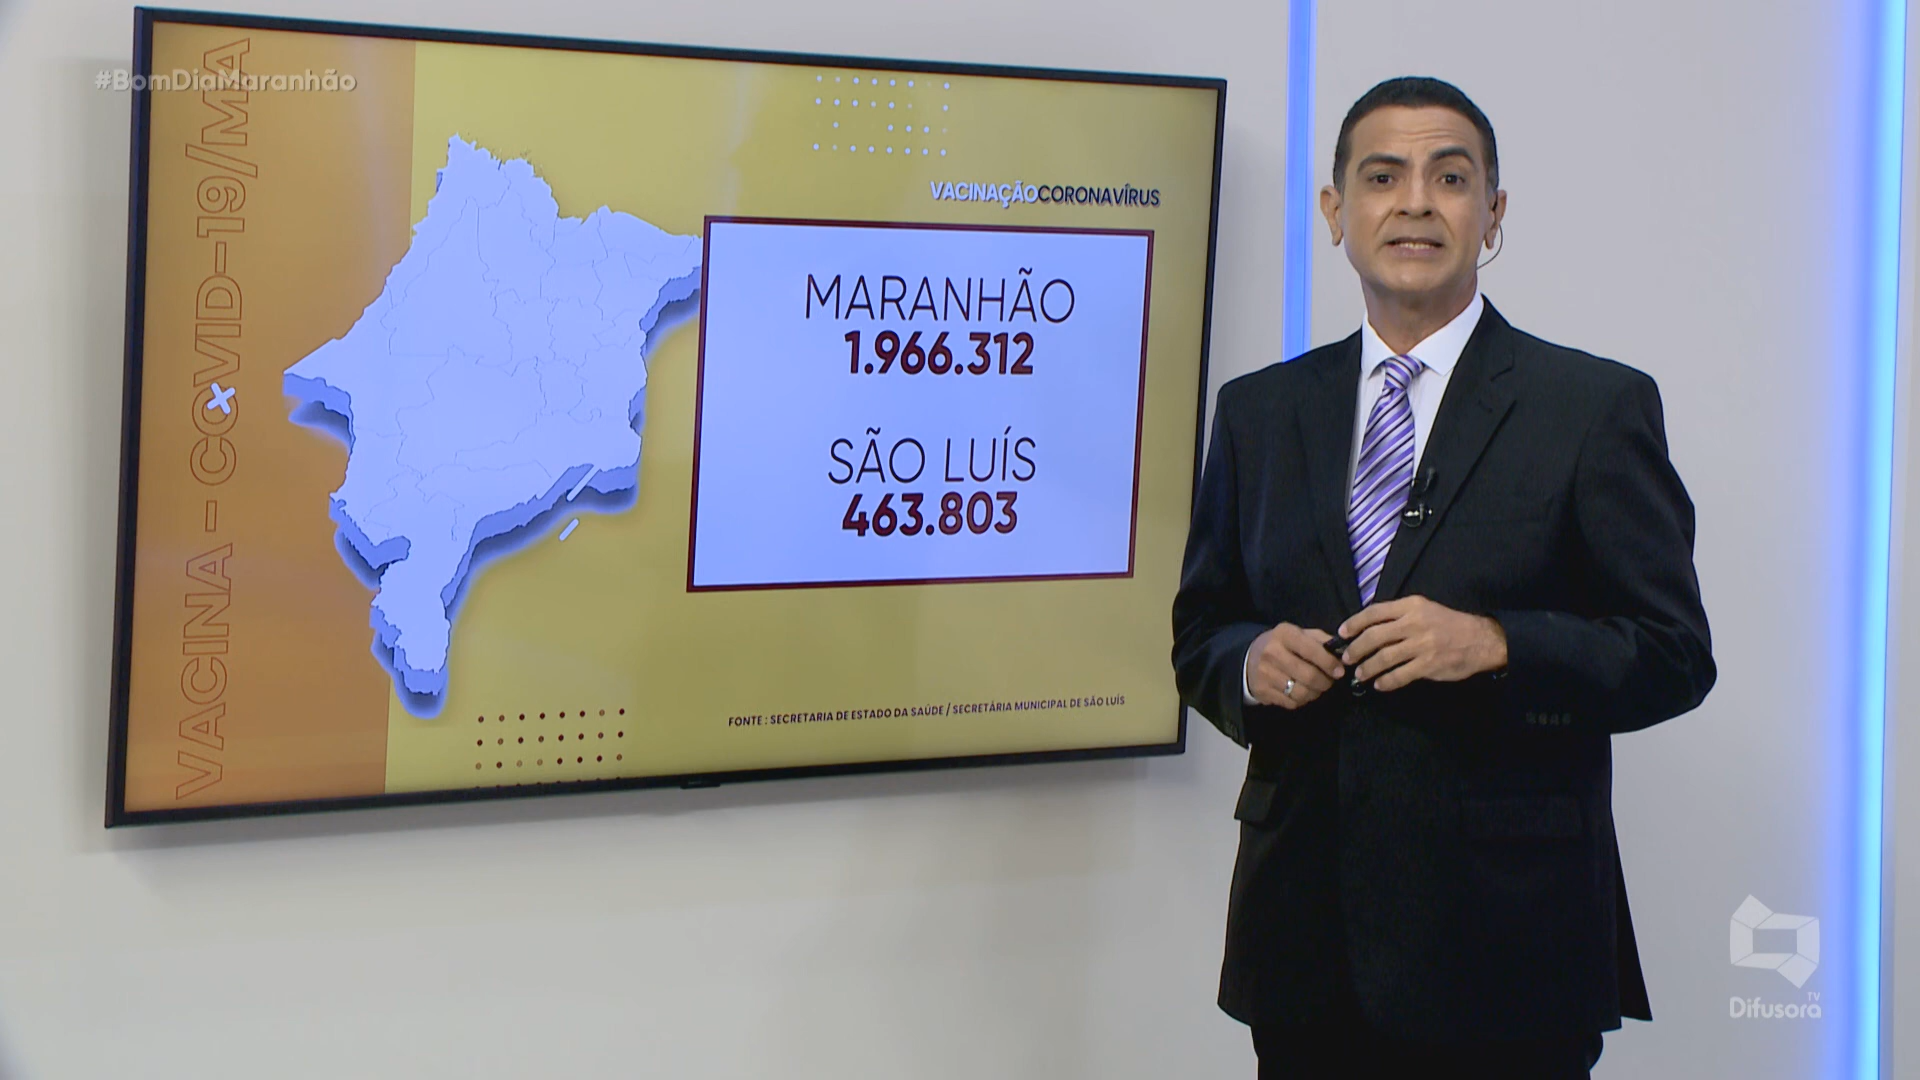 #BomDiaMaranhão
VACINA - COVID-19/MA
VACINAÇÃOCORONAVÍRUS
MARANHÃO
1.966.312
SÃO LUÍS
463.803
FONTE : SECRETARIA DE ESTADO DA SAÚDE / SECRETÁRIA MUNICIPAL DE SÃO LUÍS
TV
Difusora